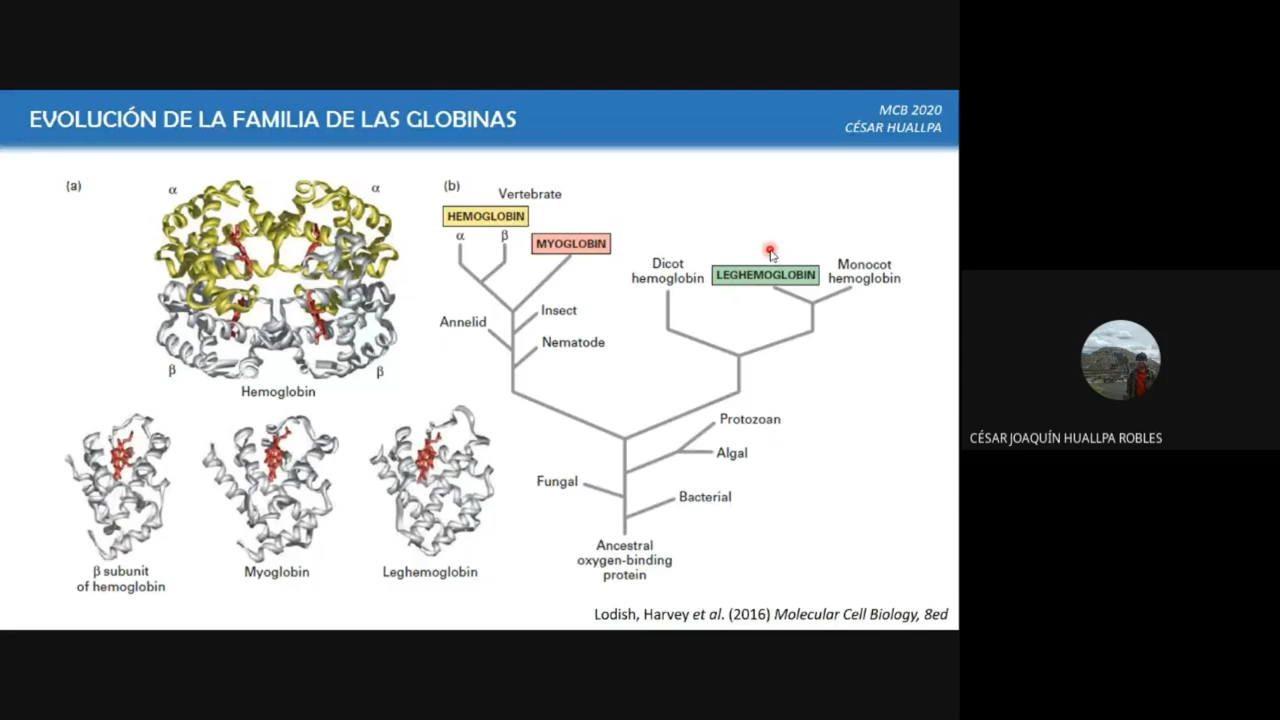 EVOLUCIÓN DE LA FAMILIA DE LAS GLOBINAS
MCB 2020
CÉSAR HUALLPA
(a)
α
α
β
β
Hemoglobin
β subunit
of hemoglobin
Myoglobin
Leghemoglobin
(b)
Vertebrate
HEMOGLOBIN
α
β
MYOGLOBIN
Dicot
hemoglobin
LEGHEMOGLOBIN
Monocot
hemoglobin
Annelid
Insect
Nematode
Protozoan
Algal
Fungal
Bacterial
Ancestral
oxygen-binding
protein
Lodish, Harvey et al. (2016) Molecular Cell Biology, 8ed
CÉSAR JOAQUÍN HUALLPA ROBLES